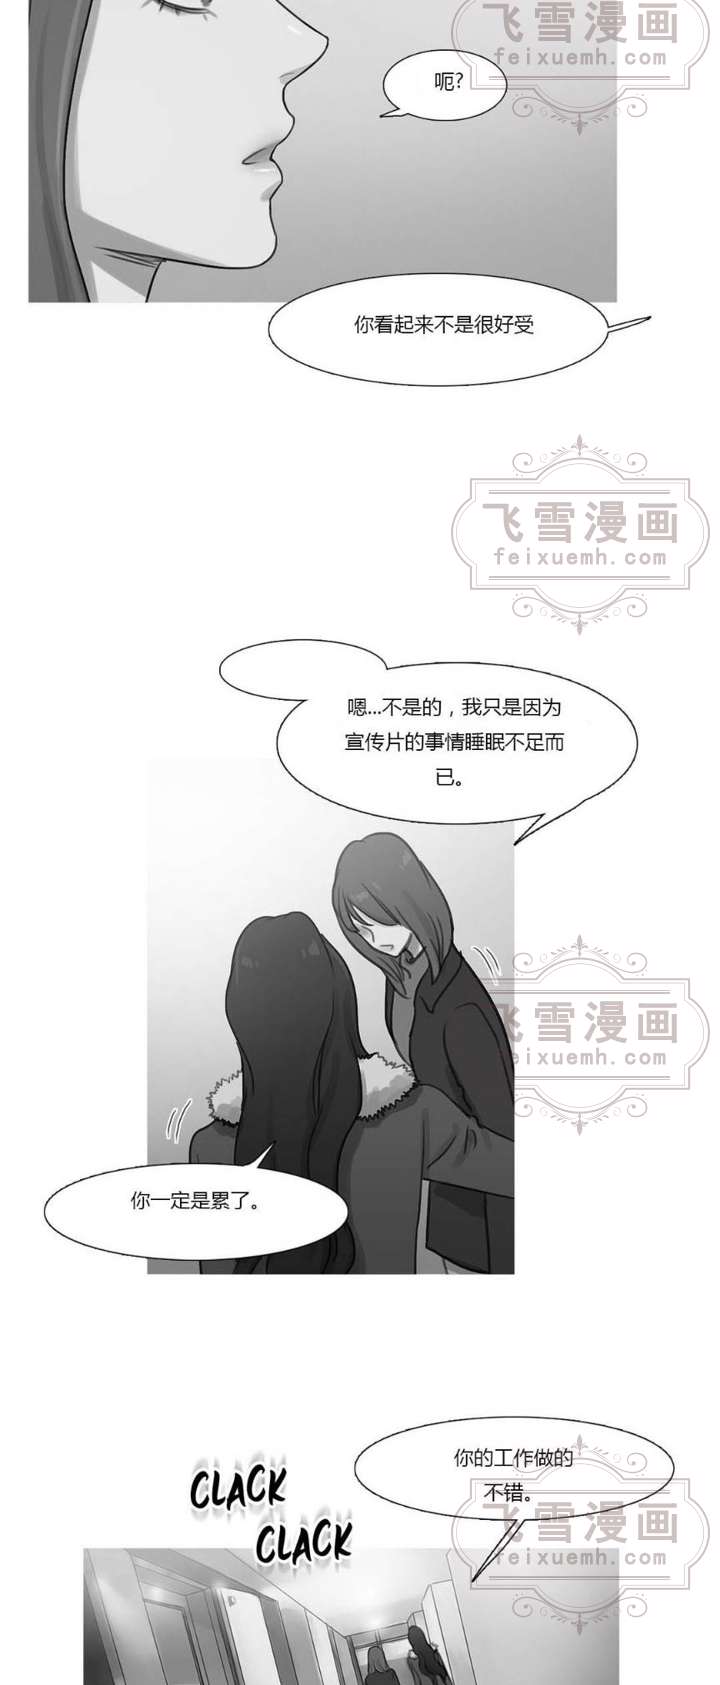 飞雪漫画
feixuemh.com
呃?
你看起来不是很好受
飞雪漫画
feixuemh.com
嗯...不是的，我只是因为
宣传片的事情睡眠不足而
已。
飞雪漫画
feixuemh.com
你一定是累了。
你的工作做的
不错。
CLACK
CLACK
飞雪漫画
feixuemh.com